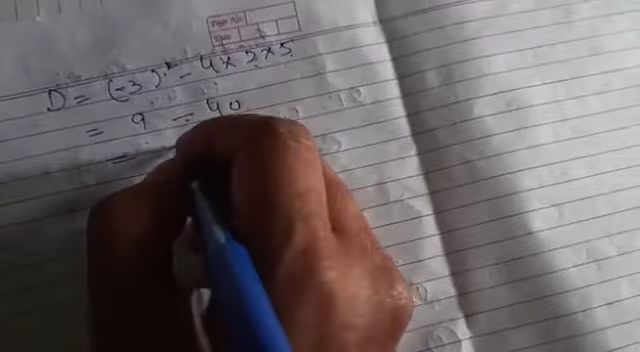 Page No.
Date
D = (-3)² - 4×2×5
= 9 - 40
= -